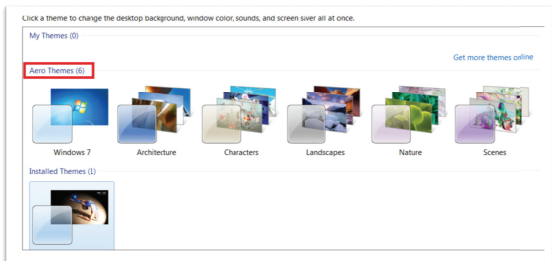 Click a theme to change the desktop background, window color, sounds, and screen siver all at once.
My Themes (0)
Get more themes online
Aero Themes (6)
Windows 7
Architecture
Characters
Landscapes
Nature
Scenes
Installed Themes (1)